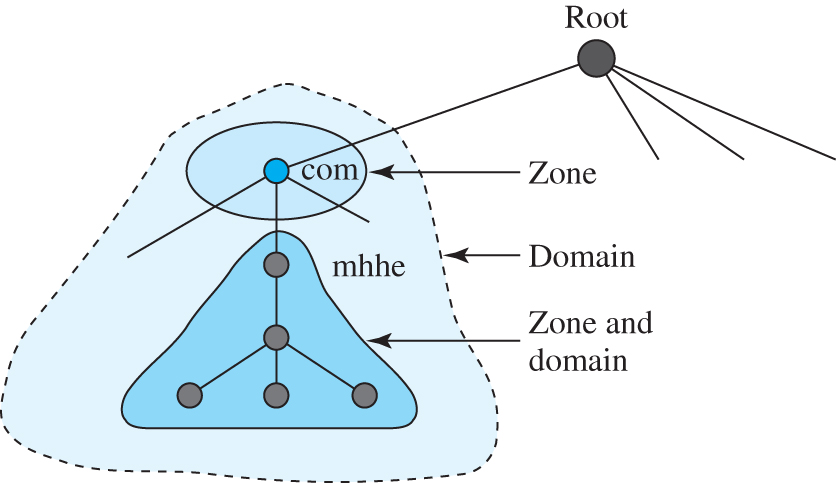 Root
com
Zone
mhhe
Domain
Zone and
domain